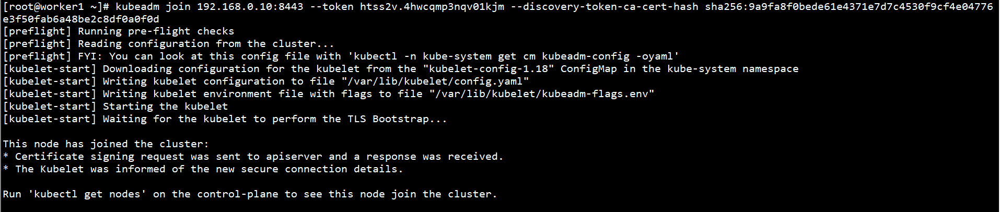 [root@worker1 ~]# kubeadm join 192.168.0.10:8443 --token htss2v.4hwcqmp3nqv01kjm --discovery-token-ca-cert-hash sha256:9a9fa8f0bede61e4371e7d7c4530f9cf4e04776
e3f50fab6a48be2c8df0a0f0d
[preflight] Running pre-flight checks
[preflight] Reading configuration from the cluster...
[preflight] FYI: You can look at this config file with 'kubectl -n kube-system get cm kubeadm-config -oyaml'
[kubelet-start] Downloading configuration for the kubelet from the "kubelet-config-1.18" ConfigMap in the kube-system namespace
[kubelet-start] Writing kubelet configuration to file "/var/lib/kubelet/config.yaml"
[kubelet-start] Writing kubelet environment file with flags to file "/var/lib/kubelet/kubeadm-flags.env"
[kubelet-start] Starting the kubelet
[kubelet-start] Waiting for the kubelet to perform the TLS Bootstrap...
This node has joined the cluster:
* Certificate signing request was sent to apiserver and a response was received.
* The Kubelet was informed of the new secure connection details.
Run 'kubectl get nodes' on the control-plane to see this node join the cluster.